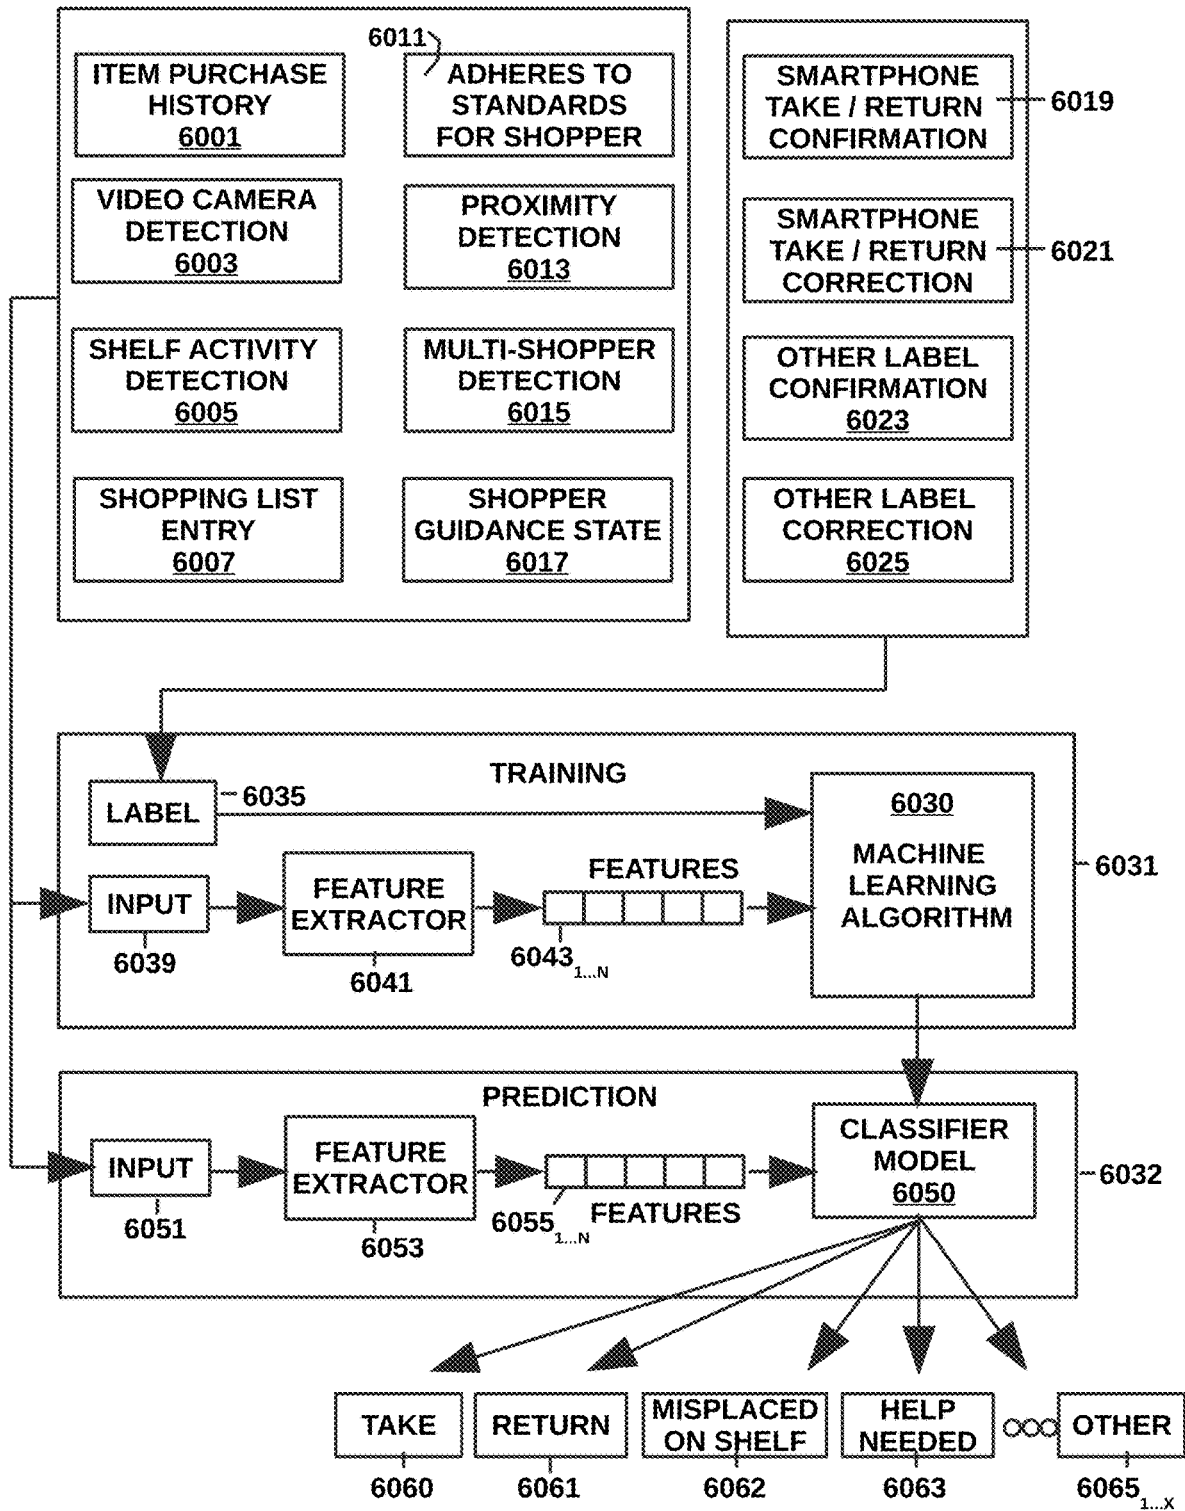 6011
ITEM PURCHASE
HISTORY
6001
ADHERES TO
STANDARDS
FOR SHOPPER
SMARTPHONE
TAKE / RETURN
CONFIRMATION
6019
VIDEO CAMERA
DETECTION
6003
PROXIMITY
DETECTION
6013
SMARTPHONE
TAKE / RETURN
CORRECTION
6021
SHELF ACTIVITY
DETECTION
6005
MULTI-SHOPPER
DETECTION
6015
OTHER LABEL
CONFIRMATION
6023
SHOPPING LIST
ENTRY
6007
SHOPPER
GUIDANCE STATE
6017
OTHER LABEL
CORRECTION
6025
TRAINING
LABEL
6035
6030
MACHINE
LEARNING
ALGORITHM
6031
INPUT
6039
FEATURE
EXTRACTOR
6041
FEATURES
6043 1...N
PREDICTION
INPUT
6051
FEATURE
EXTRACTOR
6053
6055 1...N
FEATURES
CLASSIFIER
MODEL
6050
6032
TAKE
6060
RETURN
6061
MISPLACED
ON SHELF
6062
HELP
NEEDED
6063
OTHER
6065 1...X